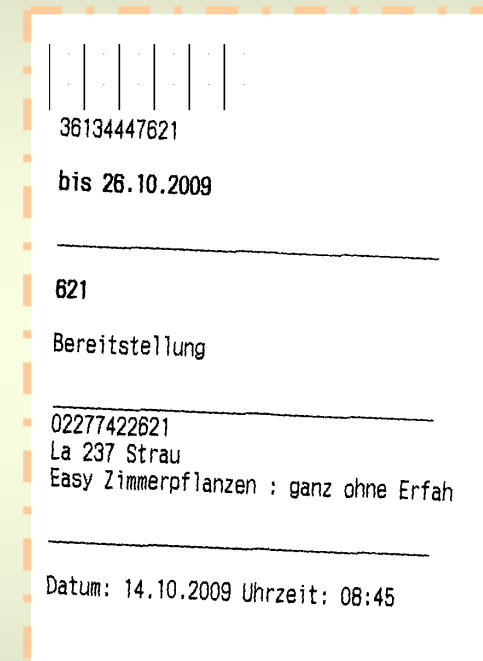 36134447621
bis 26.10.2009
621
Bereitstellung
02277422621
La 237 Strau
Easy Zimmerpflanzen : ganz ohne Erfah
Datum: 14.10.2009 Uhrzeit: 08:45